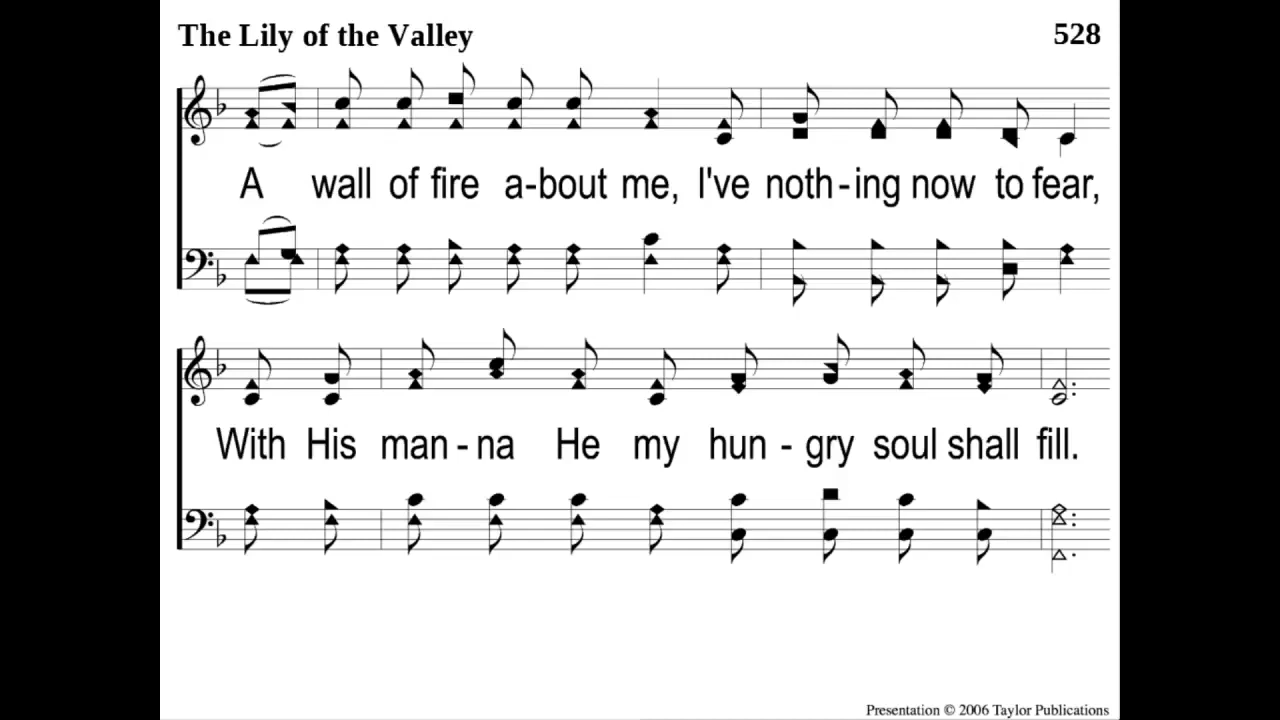 The Lily of the Valley 528
A wall of fire a-bout me, I've noth-ing now to fear,
With His man-na He my hun-gry soul shall fill.
Presentation © 2006 Taylor Publications